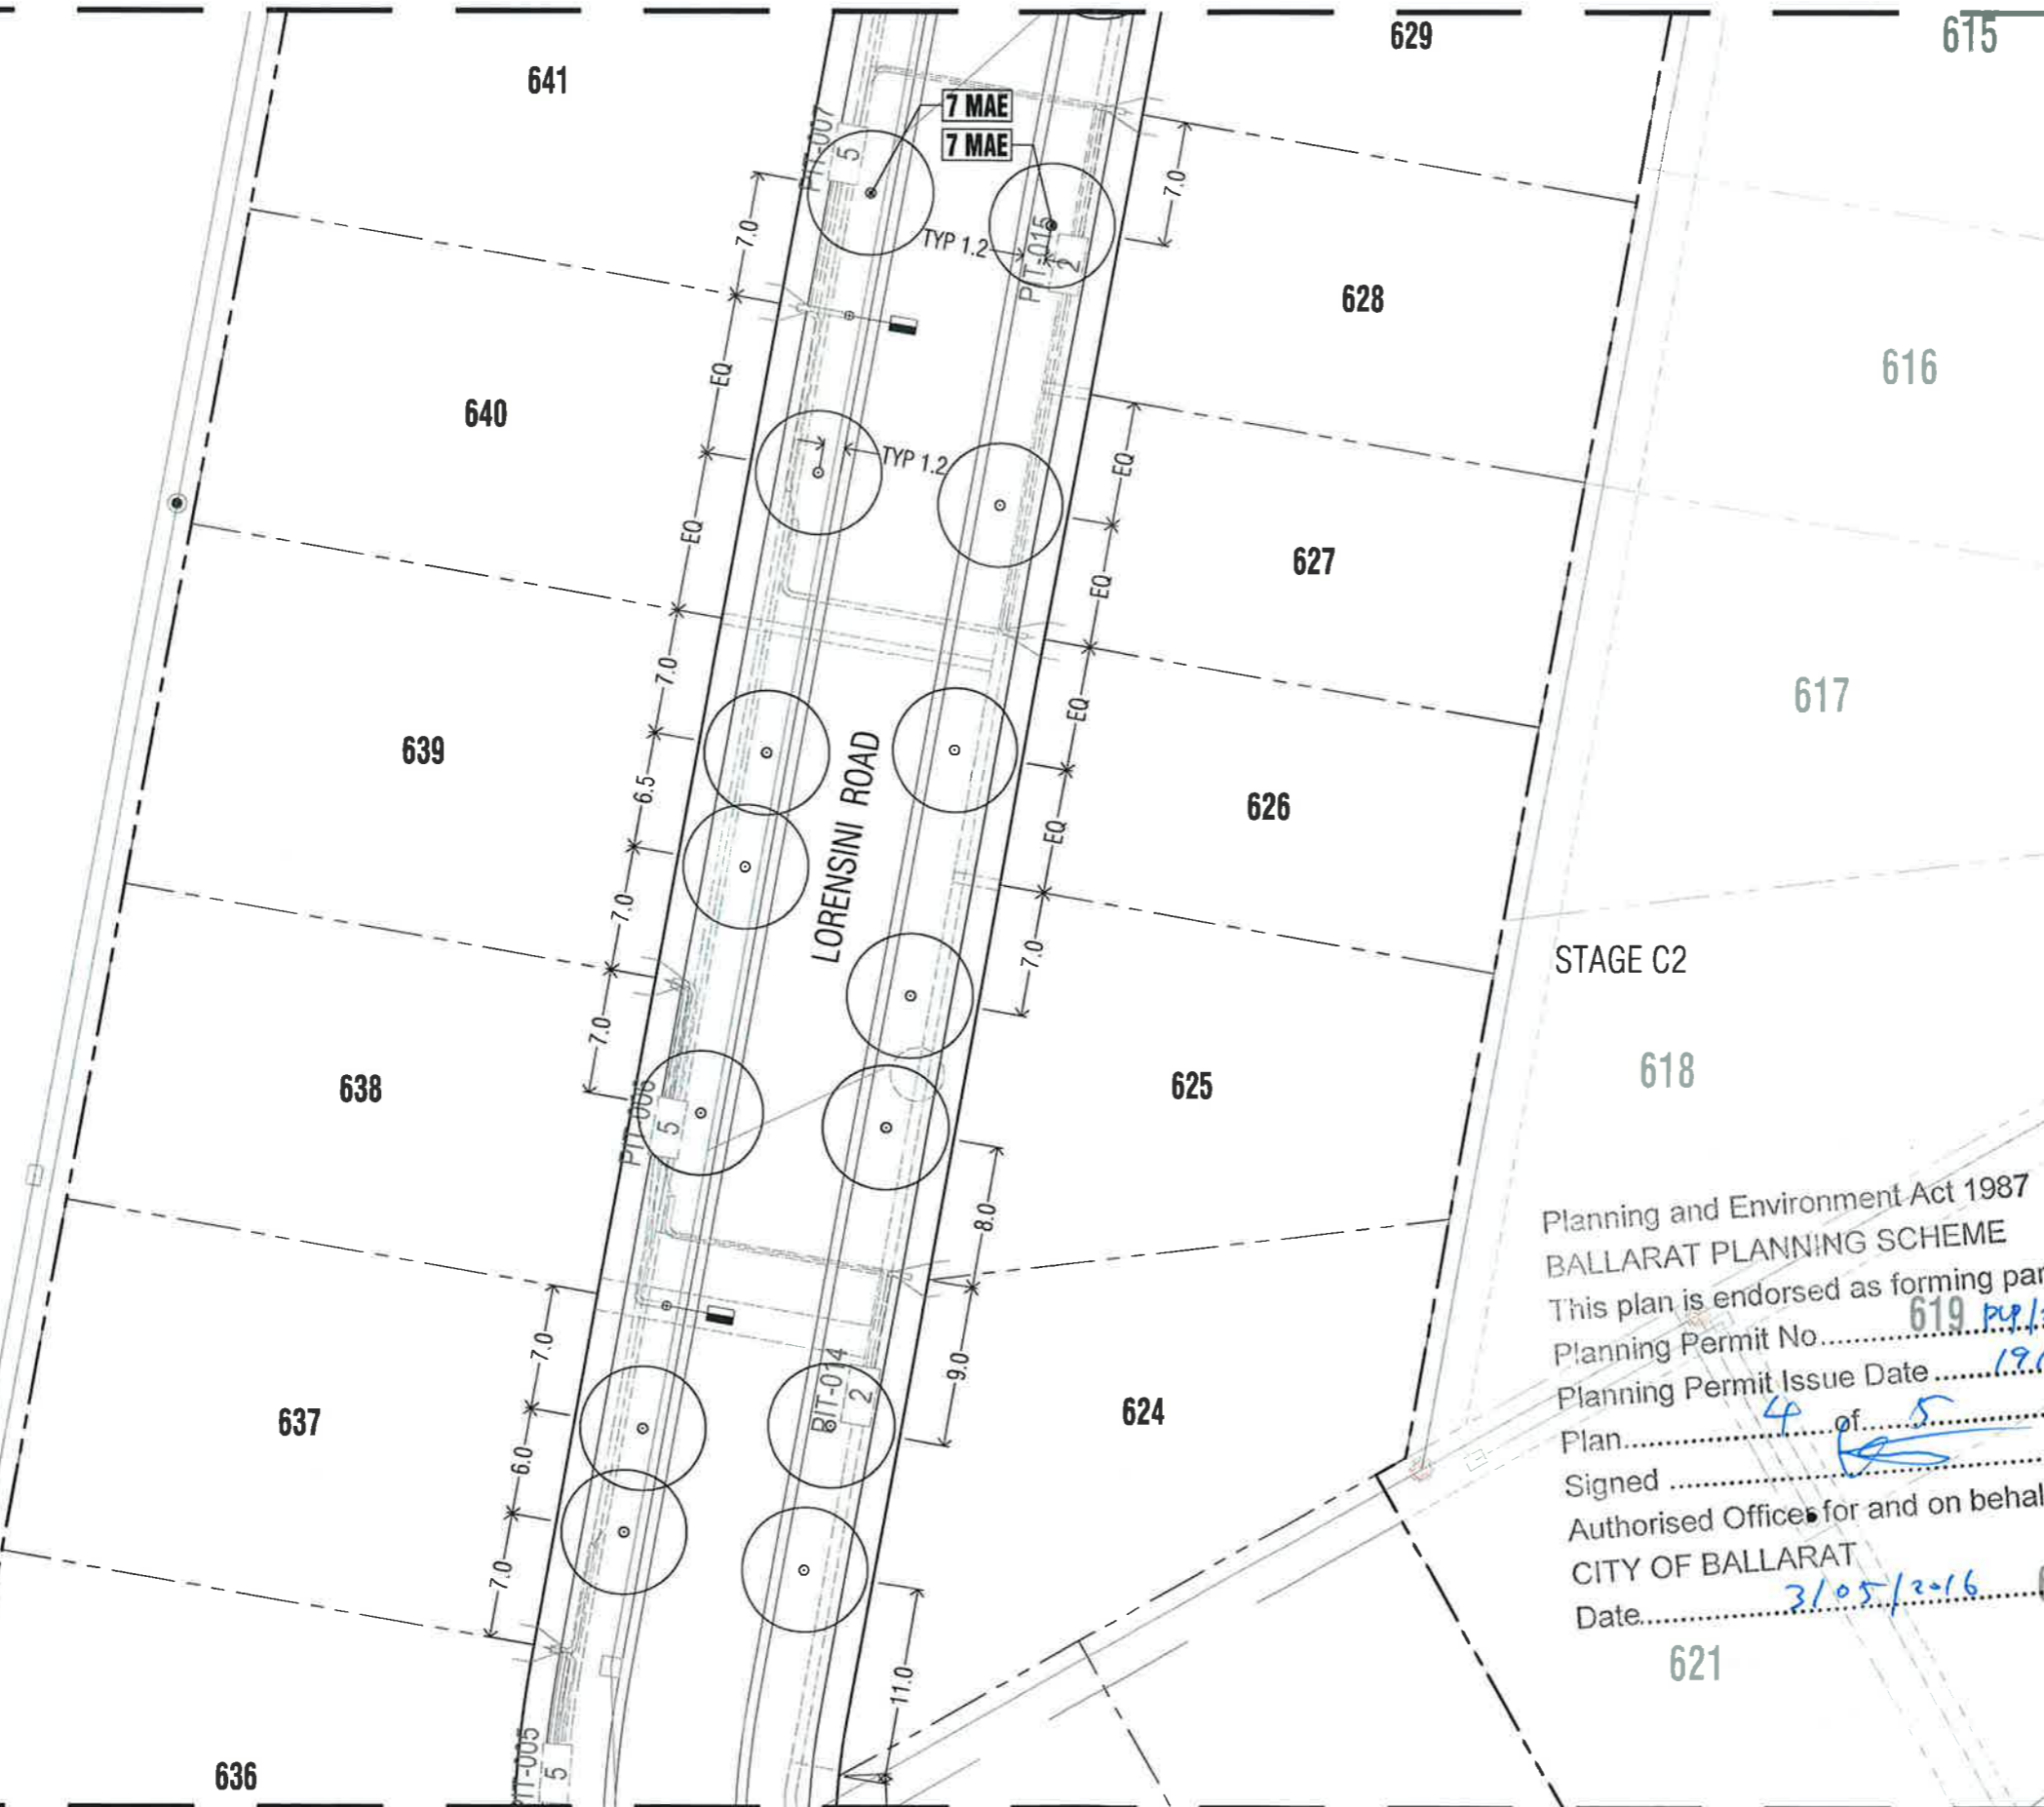 629
615
641
7 MAE
PIT-007
5
7 MAE
7.0
7.0
TYP 1.2
PIT-015
2
628
616
EQ
640
TYP 1.2
EQ
EQ
627
EQ
7.0
617
EQ
639
LORENSINI ROAD
6.5
626
EQ
7.0
7.0
STAGE C2
7.0
618
638
625
PIT-006
5
8.0
7.0
9.0
PIT-014
2
637
624
6.0
7.0
11.0
PIT-005
5
636
Planning and Environment Act 1987
BALLARAT PLANNING SCHEME
This plan is endorsed as forming
619
Planning Permit No
Planning Permit Issue Date
Plan 4 of 5
Signed
Authorised Officer for and on
CITY OF BALLARAT
Date 3/05/2016
621